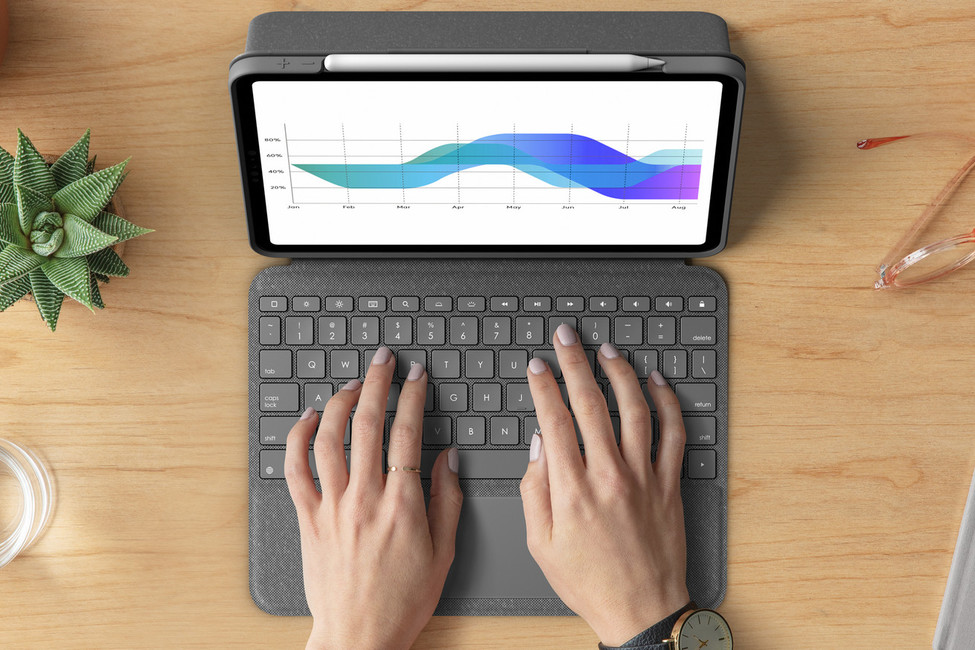 80%
60%
40%
20%
Jan Feb Mar Apr May Jun Jul Aug
~ ! @ # $ % ^ & * ) — +
` 1 2 3 4 5 6 7 8 0 - = delete
tab Q W R T Y U { } |
[ ] \
caps lock A G H J return
shift V B N M shift